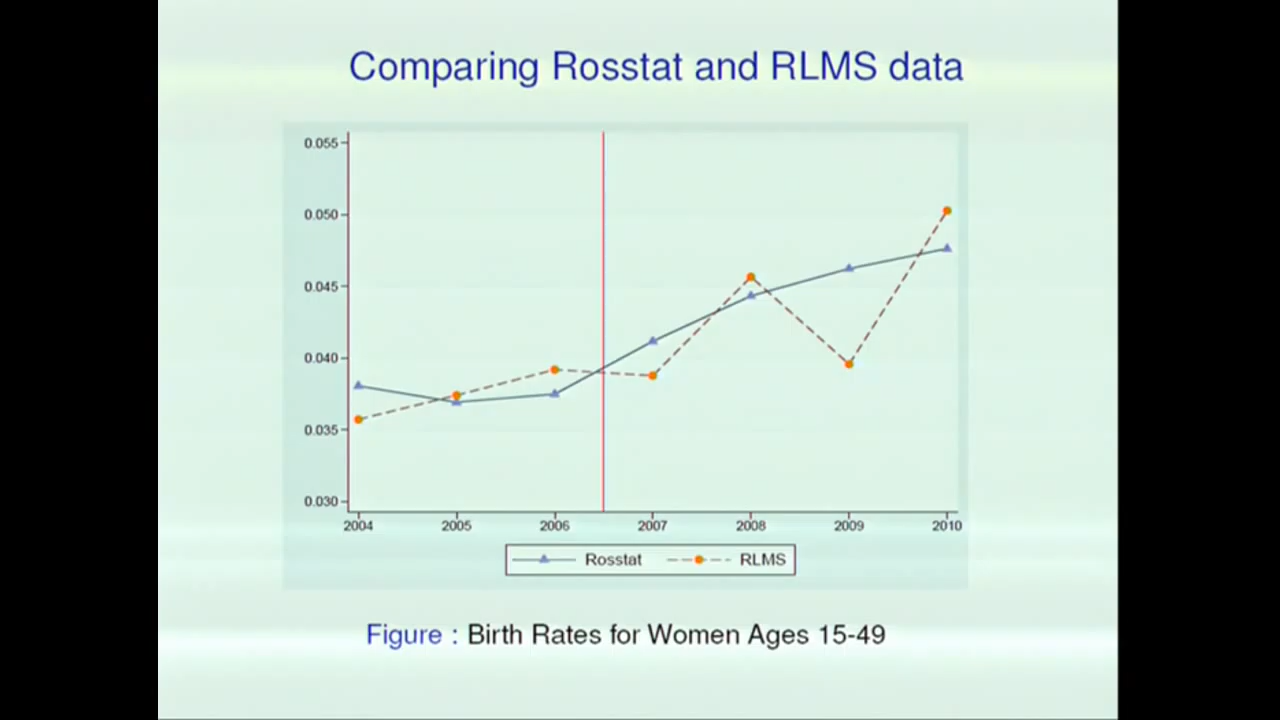 Comparing Rosstat and RLMS data
0.055
0.050
0.045
0.040
0.035
0.030
2004 2005 2006 2007 2008 2009 2010
Rosstat RLMS
Figure : Birth Rates for Women Ages 15-49